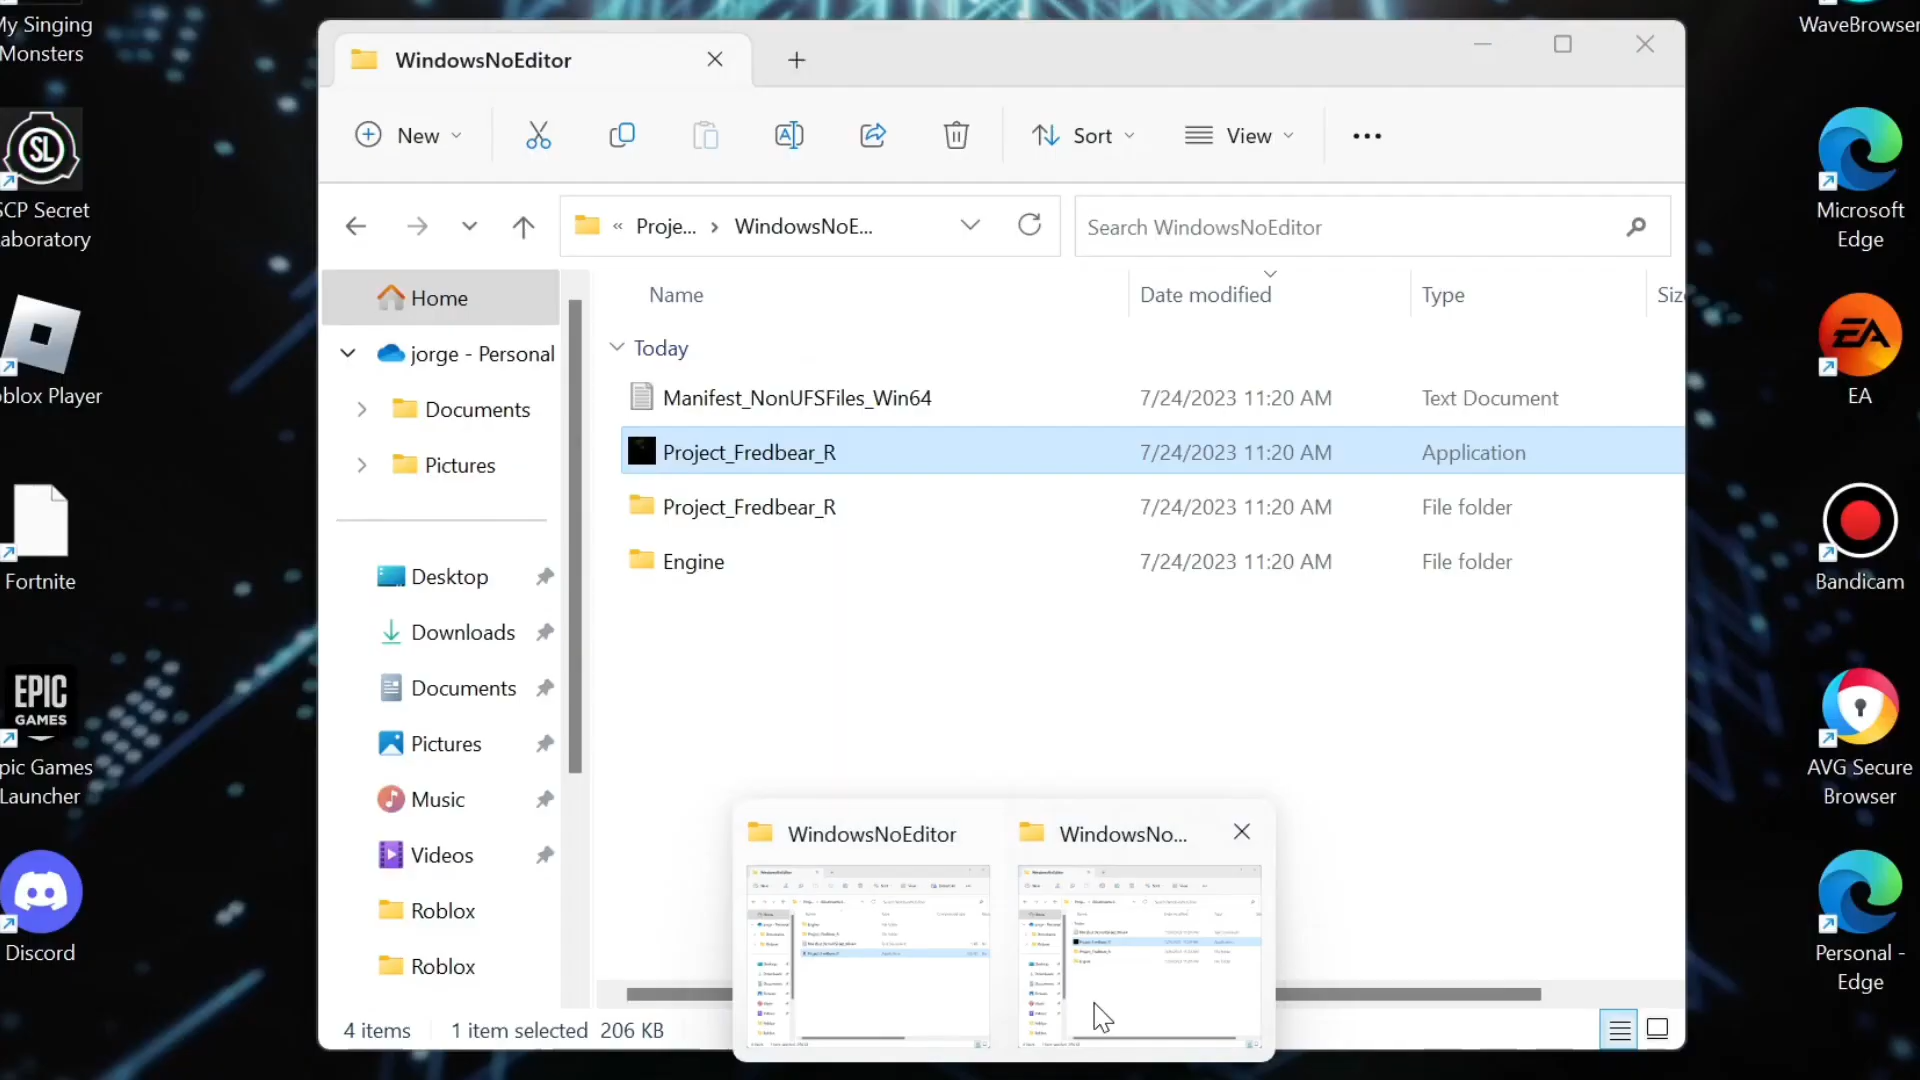 My Singing
Monsters
SL
SCP Secret
Laboratory
Roblox Player
Fortnite
EPIC
GAMES
Epic Games
Launcher
Discord
WindowsNoEditor
New
Sort
View
« Proje... > WindowsNoE...
Search WindowsNoEditor
Home
jorge - Personal
Documents
Pictures
Desktop
Downloads
Documents
Pictures
Music
Videos
Roblox
Roblox
Name Date modified Type Siz
Today
Manifest_NonUFSFiles_Win64 7/24/2023 11:20 AM Text Document
Project_Fredbear_R 7/24/2023 11:20 AM Application
Project_Fredbear_R 7/24/2023 11:20 AM File folder
Engine 7/24/2023 11:20 AM File folder
WindowsNoEditor
WindowsNo...
4 items 1 item selected 206 KB
WaveBrowser
Microsoft
Edge
EA
EA
Bandicam
AVG Secure
Browser
Personal -
Edge